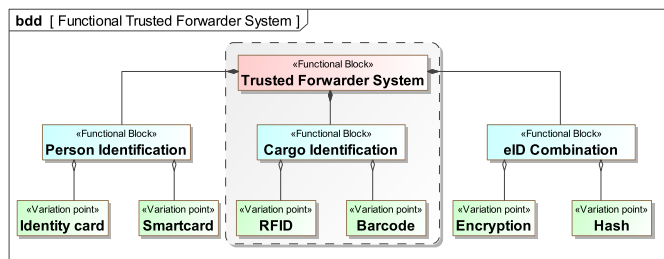 bdd [ Functional Trusted Forwarder System ]
«Functional Block»
Trusted Forwarder System
«Functional Block»
Person Identification
«Functional Block»
Cargo Identification
«Functional Block»
eID Combination
«Variation point»
Identity card
«Variation point»
Smartcard
«Variation point»
RFID
«Variation point»
Barcode
«Variation point»
Encryption
«Variation point»
Hash